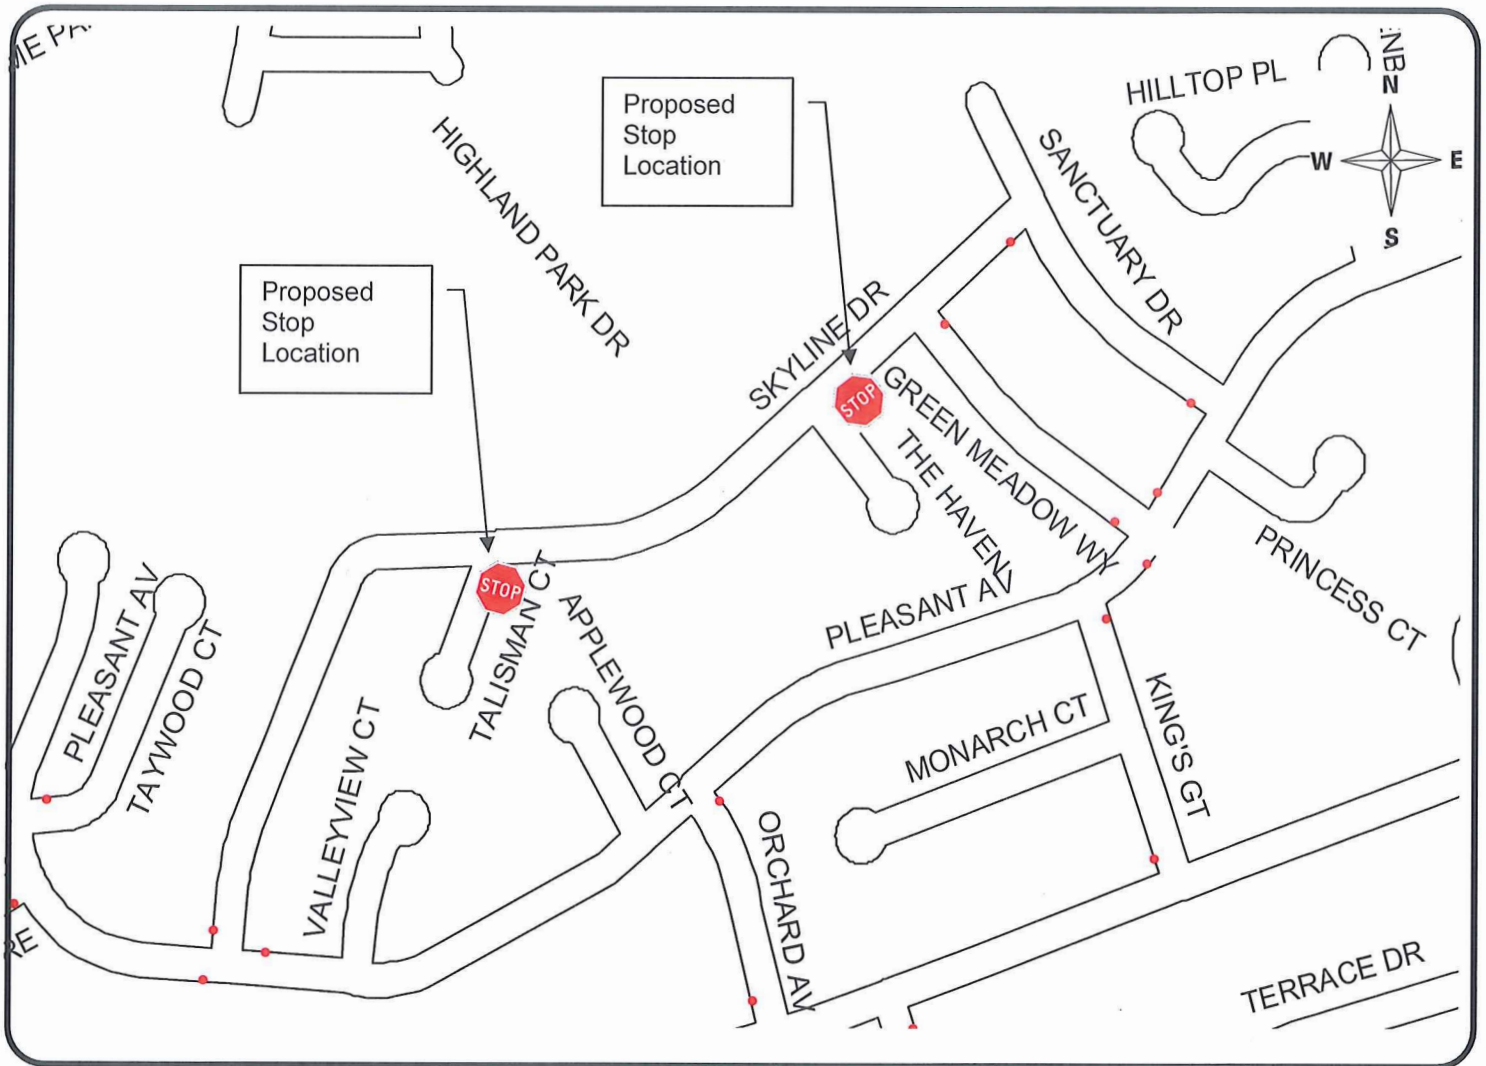 HILLTOP PL
N
W
E
S
Proposed
Stop
Location
HIGHLAND PARK DR
SANCTUARY DR
Proposed
Stop
Location
SKYLINE DR
STOP
GREEN MEADOW WY
THE HAVEN
PRINCESS CT
STOP
TALISMAN CT
APPLEWOOD CT
PLEASANT AV
PLEASANT AV
TAYWOOD CT
VALLEYVIEW CT
MONARCH CT
KING'S GT
ORCHARD AV
TERRACE DR